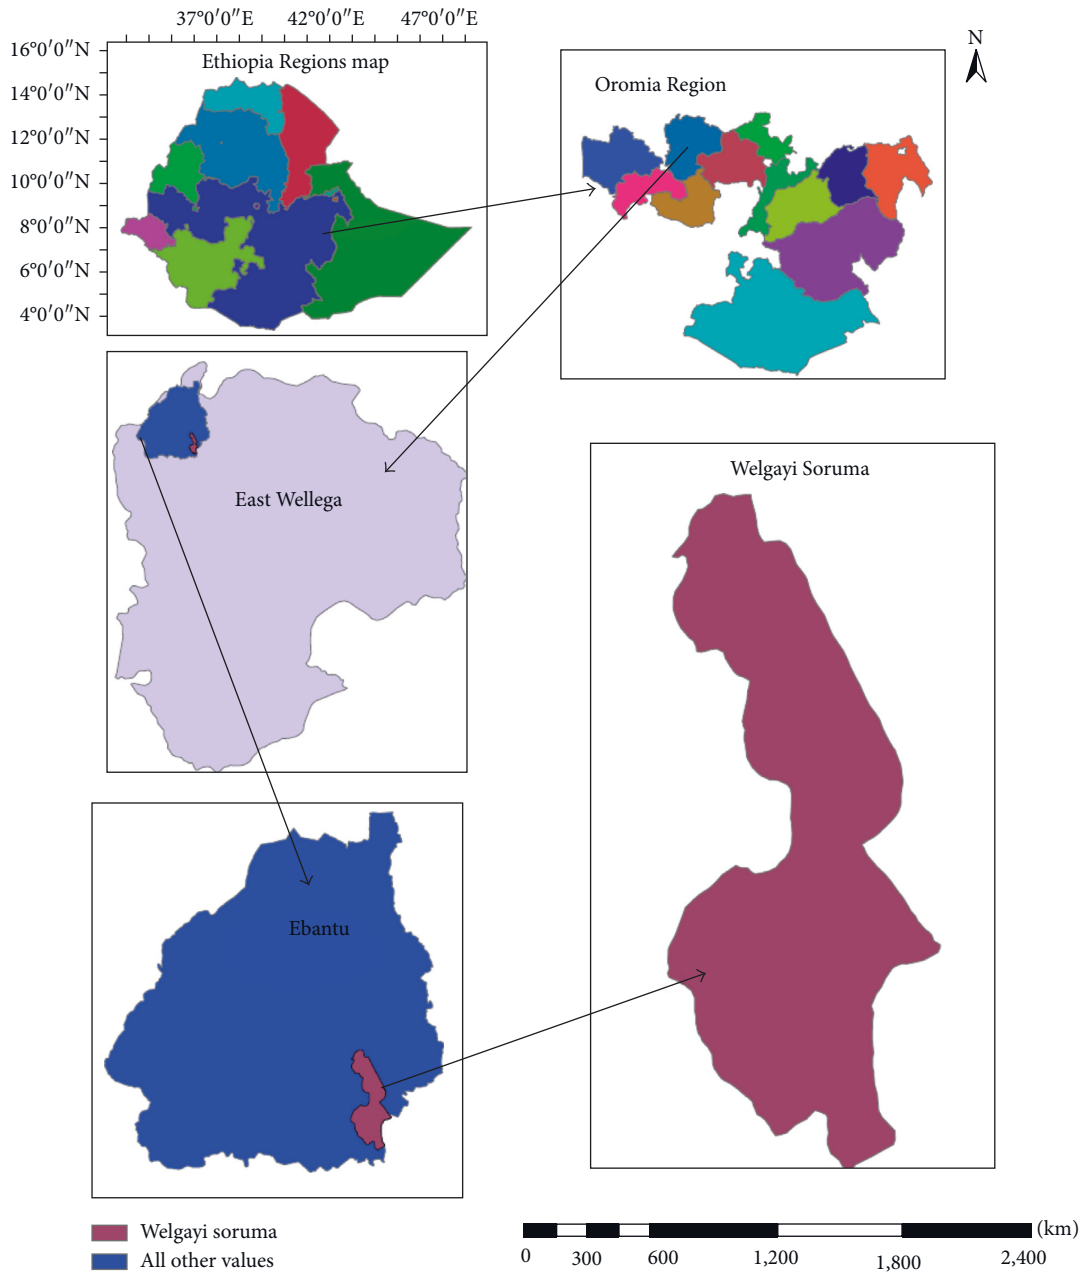 37°0′0″E 42°0′0″E 47°0′0″E
16°0′0″N
14°0′0″N
12°0′0″N
10°0′0″N
8°0′0″N
6°0′0″N
4°0′0″N
Ethiopia Regions map
Oromia Region
N
East Wellega
Welgayi Soruma
Ebantu
Welgayi soruma
All other values
(km)
0 300 600 1,200 1,800 2,400